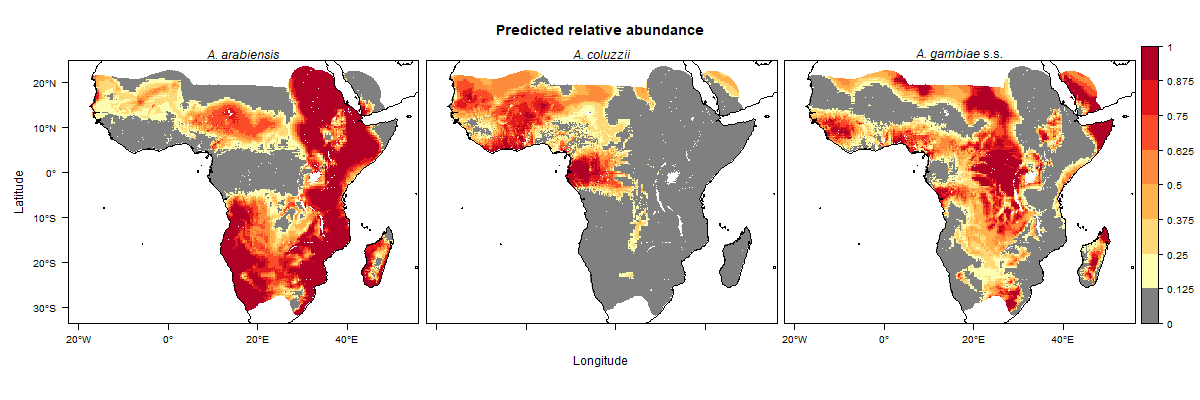 Predicted relative abundance
A. arabiensis
A. coluzzii
A. gambiae s.s.
20°N
10°N
0°
10°S
20°S
30°S
Latitude
20°W
0°
20°E
40°E
20°W
0°
20°E
40°E
Longitude
1
0.875
0.75
0.625
0.5
0.375
0.25
0.125
0